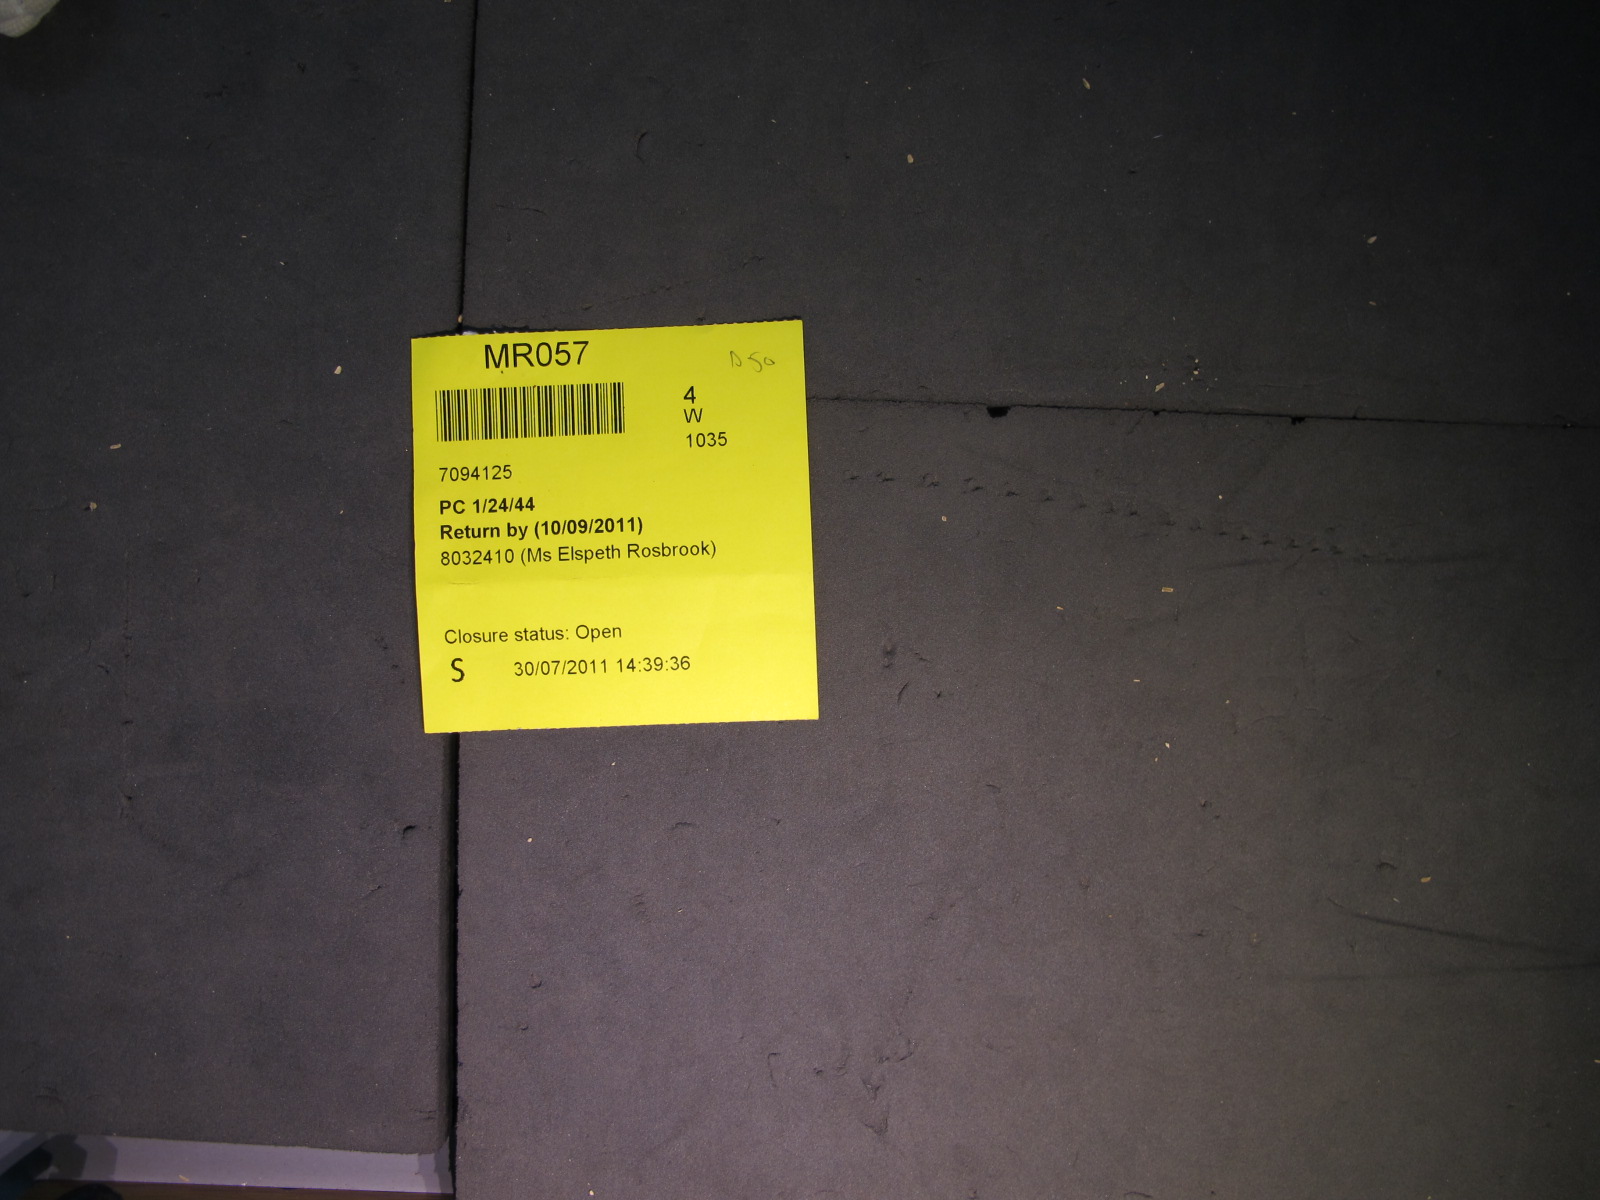 MR057
D50
4
W
1035
7094125
PC 1/24/44
Return by (10/09/2011)
8032410 (Ms Elspeth Rosbrook)
Closure status: Open
S 30/07/2011 14:39:36